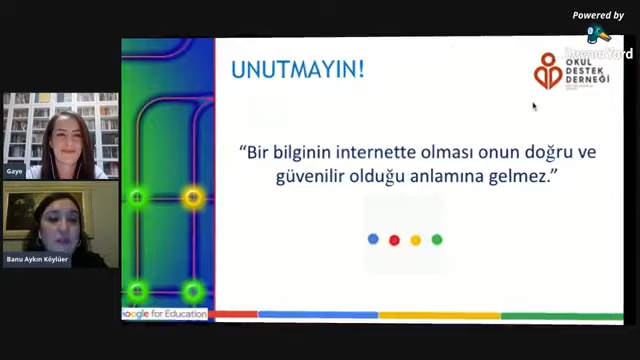 Powered by
StreamYard
UNUTMAYIN!
OKUL
DESTEK
DERNEĞİ
Gaye
“Bir bilginin internette olması onun doğru ve
güvenilir olduğu anlamına gelmez.”
Banu Aykın Köylüer
Google for Education